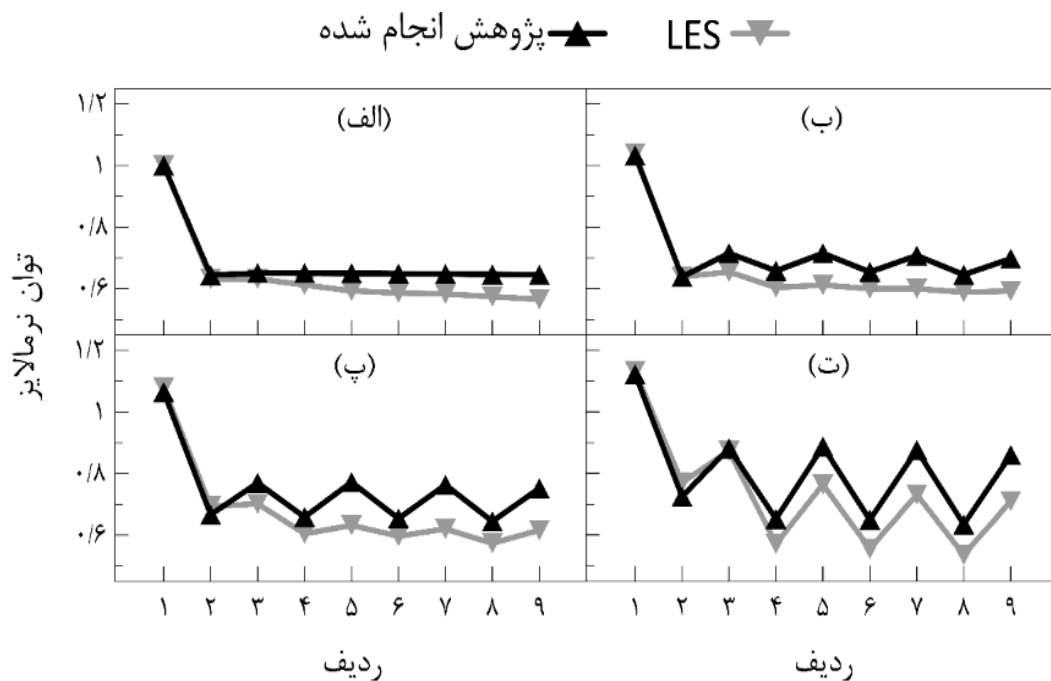 پژوهش انجام شده LES
(الف) (ب)
۱/۲
۱
۰/۸
۰/۶
(پ) (ت)
۱/۲
۱
۰/۸
۰/۶
توان نرمالایز
۱ ۲ ۳ ۴ ۵ ۶ ۷ ۸ ۹ ۱ ۲ ۳ ۴ ۵ ۶ ۷ ۸ ۹
ردیف ردیف